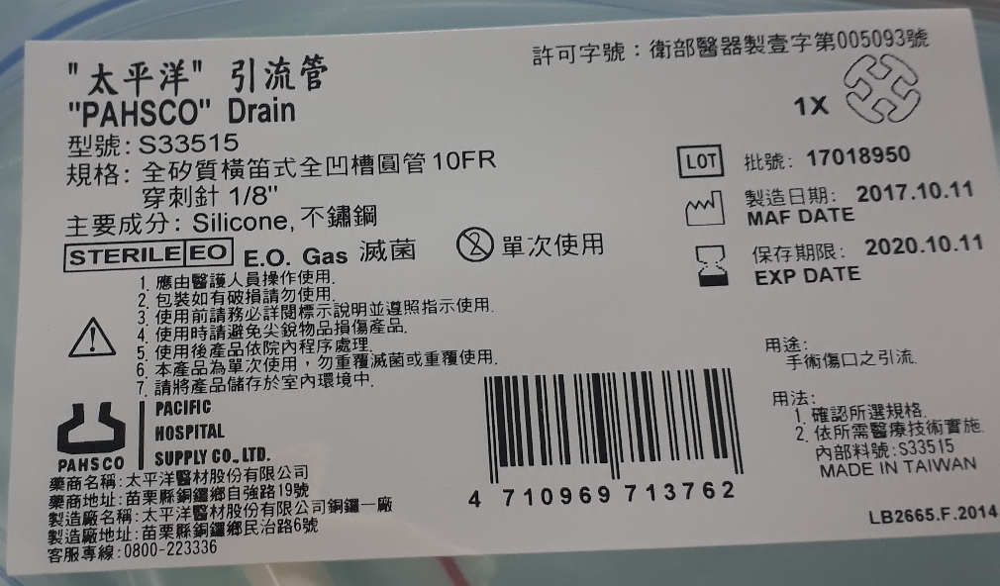 許可字號：衛部醫器製壹字第005093號
"太平洋" 引流管
"PAHSCO" Drain
型號: S33515
規格: 全矽質橫笛式全凹槽圓管10FR
穿刺針 1/8"
主要成分: Silicone, 不鏽鋼
STERILE EO E.O. Gas 滅菌 2 單次使用
1X
LOT 批號: 17018950
製造日期: 2017.10.11
MAF DATE
保存期限: 2020.10.11
EXP DATE
1. 應由醫護人員操作使用.
2. 包裝如有破損請勿使用.
3. 使用前請務必詳閱標示說明並遵照指示使用.
4. 使用時請避免尖銳物品損傷產品.
5. 使用後產品依院內程序處理.
6. 本產品為單次使用，勿重覆滅菌或重覆使用.
7. 請將產品儲存於室內環境中.
用途:
手術傷口之引流.
用法:
1. 確認所選規格.
2. 依所需醫療技術實施.
內部料號: S33515
MADE IN TAIWAN
PAHSCO
PACIFIC
HOSPITAL
SUPPLY CO., LTD.
藥商名稱: 太平洋醫材股份有限公司
藥商地址: 苗栗縣銅鑼鄉自強路19號
製造廠名稱: 太平洋醫材股份有限公司銅鑼一廠
製造廠地址: 苗栗縣銅鑼鄉民治路6號
客服專線: 0800-223336
4 710969 713762
LB2665.F.2014